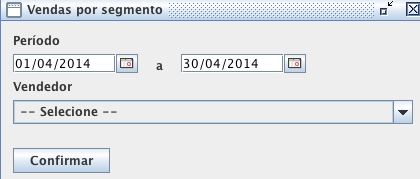 Vendas por segmento
Período
01/04/2014 a 30/04/2014
Vendedor
-- Selecione --
Confirmar